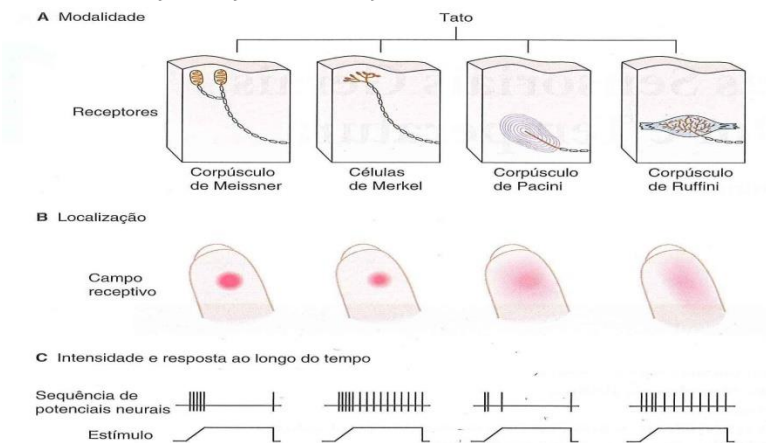 A Modalidade
Tato
Receptores
Corpúsculo
de Meissner
Células
de Merkel
Corpúsculo
de Pacini
Corpúsculo
de Ruffini
B Localização
Campo
receptivo
C Intensidade e resposta ao longo do tempo
Sequência de
potenciais neurais
Estímulo